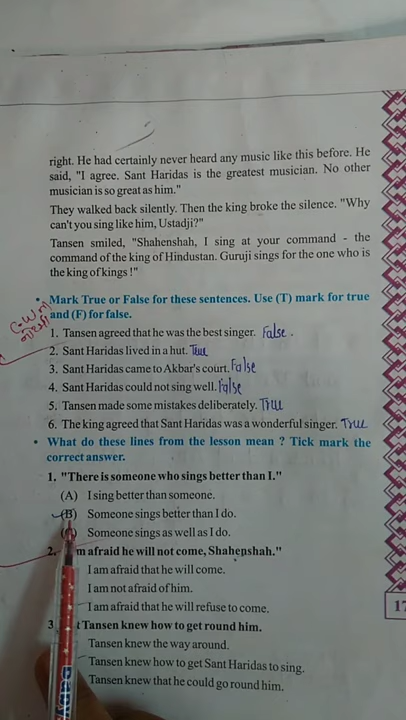 right. He had certainly never heard any music like this before. He
said, "I agree. Sant Haridas is the greatest musician. No other
musician is so great as him."
They walked back silently. Then the king broke the silence. "Why
can't you sing like him, Ustadji?"
Tansen smiled, "Shahenshah, I sing at your command - the
command of the king of Hindustan. Guruji sings for the one who is
the king of kings !"
• Mark True or False for these sentences. Use (T) mark for true
and (F) for false.
1. Tansen agreed that he was the best singer. False.
2. Sant Haridas lived in a hut. True
3. Sant Haridas came to Akbar's court. False
4. Sant Haridas could not sing well. False
5. Tansen made some mistakes deliberately. True
6. The king agreed that Sant Haridas was a wonderful singer. True
• What do these lines from the lesson mean ? Tick mark the
correct answer.
1. "There is someone who sings better than I."
(A) I sing better than someone.
(B) Someone sings better than I do.
Someone sings as well as I do.
2. am afraid he will not come, Shahenshah."
I am afraid that he will come.
I am not afraid of him.
I am afraid that he will refuse to come.
3 Tansen knew how to get round him.
Tansen knew the way around.
Tansen knew how to get Sant Haridas to sing.
Tansen knew that he could go round him.
17